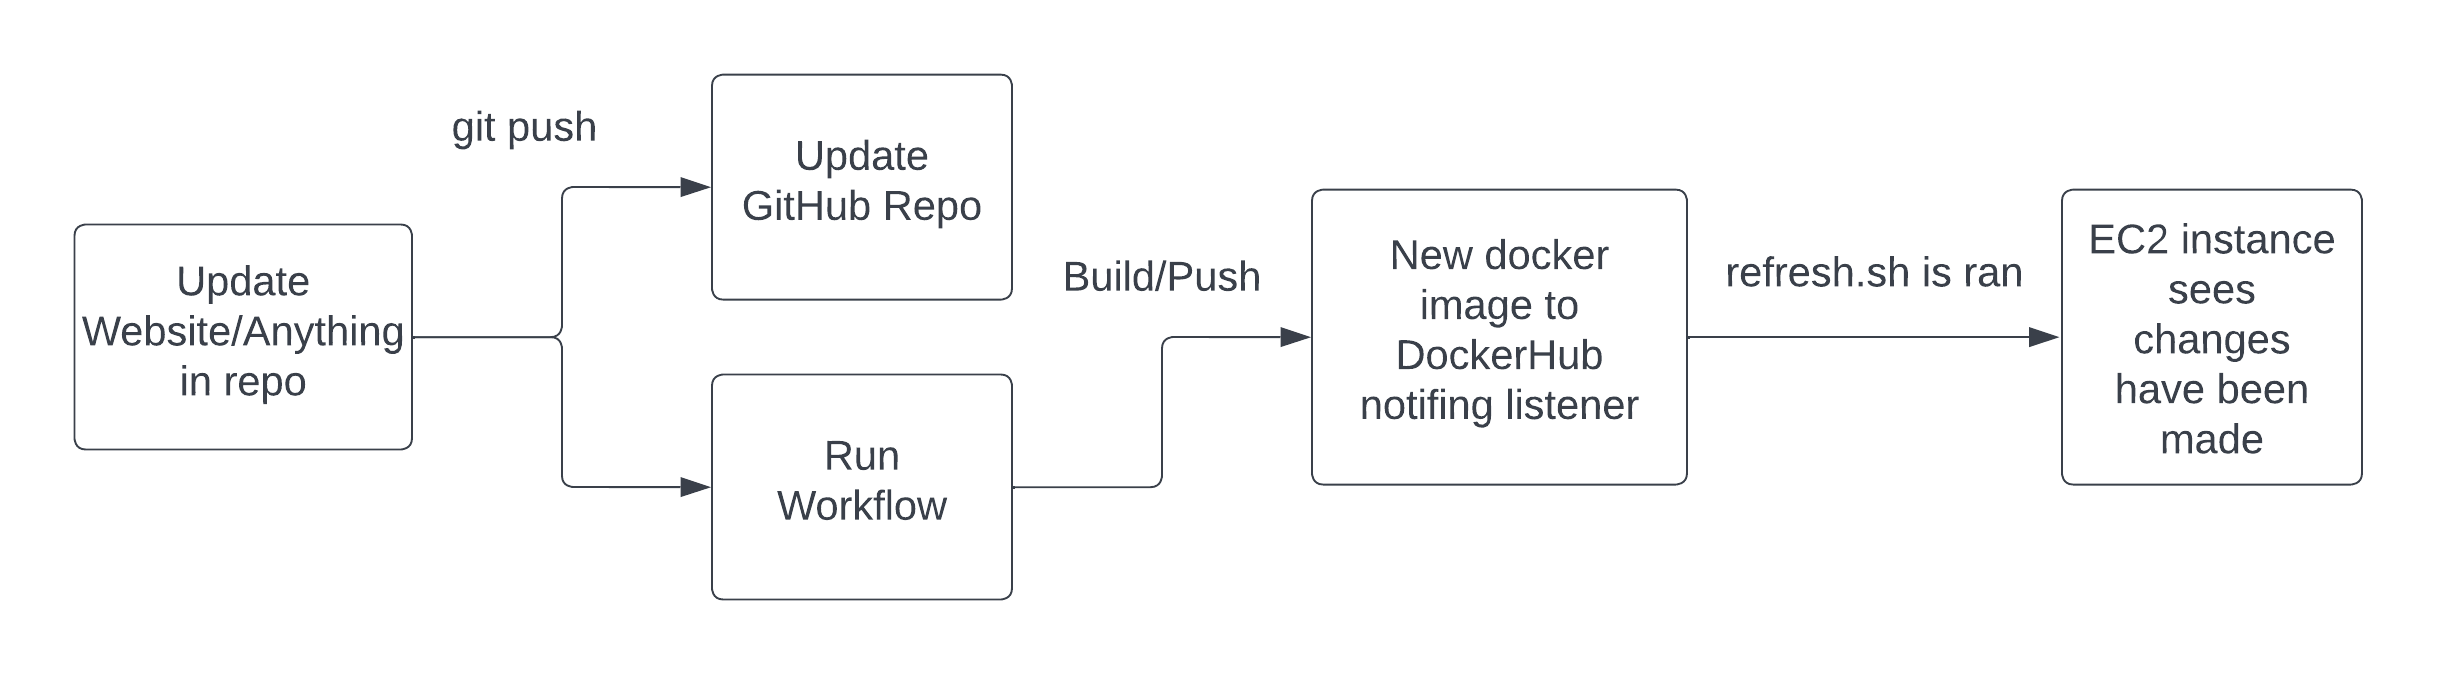 Update
Website/Anything
in repo
git push
Update
GitHub Repo
Run
Workflow
Build/Push
New docker
image to
DockerHub
notifing listener
refresh.sh is ran
EC2 instance
sees
changes
have been
made